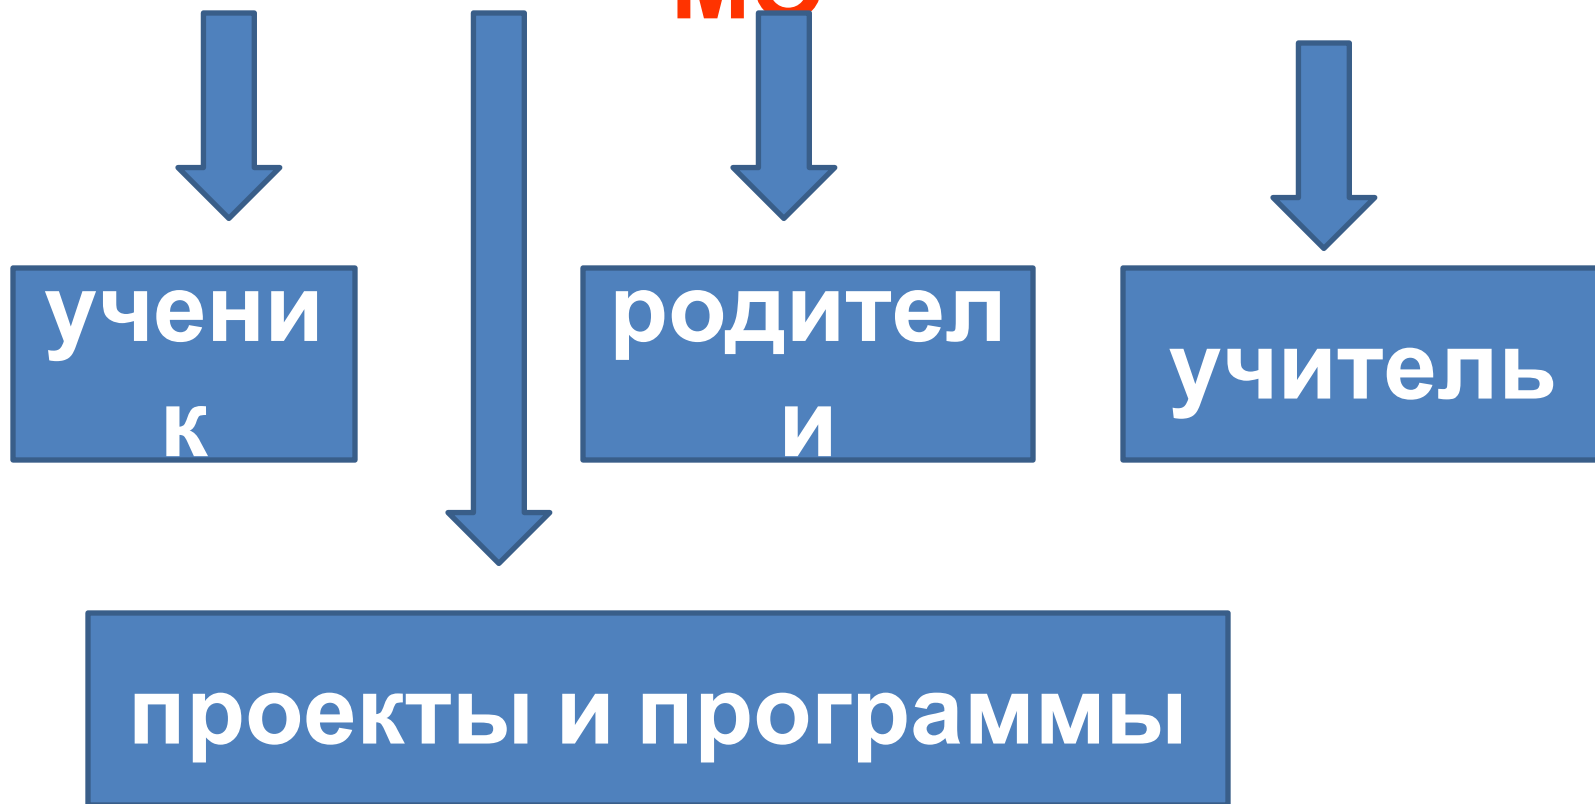 учени
к
родител
и
учитель
проекты и программы